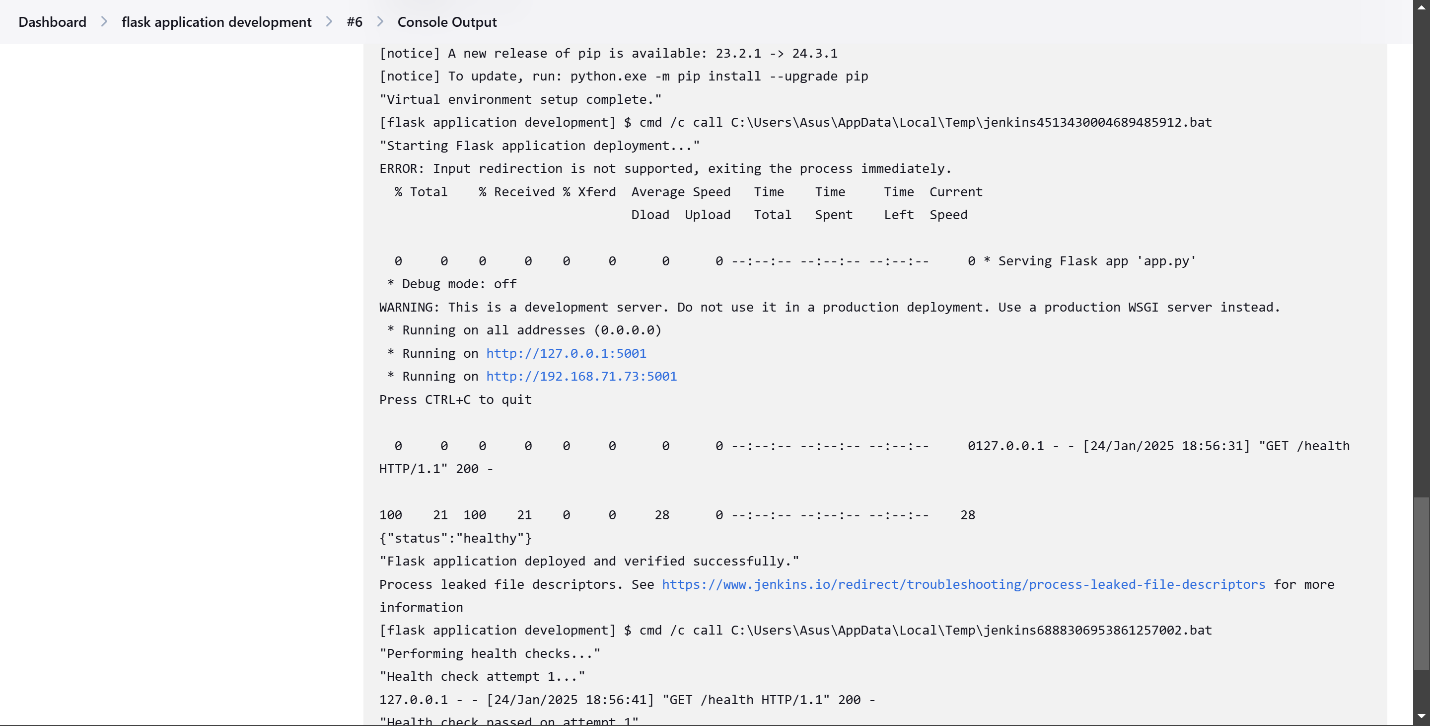 Dashboard > flask application development > #6 > Console Output
[notice] A new release of pip is available: 23.2.1 -> 24.3.1
[notice] To update, run: python.exe -m pip install --upgrade pip
"Virtual environment setup complete."
[flask application development] $ cmd /c call C:\Users\Asus\AppData\Local\Temp\jenkins4513430004689485912.bat
"Starting Flask application deployment..."
ERROR: Input redirection is not supported, exiting the process immediately.
  % Total    % Received % Xferd  Average Speed   Time    Time     Time  Current
                                 Dload  Upload   Total   Spent    Left  Speed
  0     0    0     0    0     0      0      0 --:--:-- --:--:-- --:--:--     0 * Serving Flask app 'app.py'
 * Debug mode: off
WARNING: This is a development server. Do not use it in a production deployment. Use a production WSGI server instead.
 * Running on all addresses (0.0.0.0)
 * Running on http://127.0.0.1:5001
 * Running on http://192.168.71.73:5001
Press CTRL+C to quit
  0     0    0     0    0     0      0      0 --:--:-- --:--:-- --:--:--     0127.0.0.1 - - [24/Jan/2025 18:56:31] "GET /health
HTTP/1.1" 200 -
100    21  100    21    0     0     28      0 --:--:-- --:--:-- --:--:--    28
{"status":"healthy"}
"Flask application deployed and verified successfully."
Process leaked file descriptors. See https://www.jenkins.io/redirect/troubleshooting/process-leaked-file-descriptors for more
information
[flask application development] $ cmd /c call C:\Users\Asus\AppData\Local\Temp\jenkins6888306953861257002.bat
"Performing health checks..."
"Health check attempt 1..."
127.0.0.1 - - [24/Jan/2025 18:56:41] "GET /health HTTP/1.1" 200 -
"Health check passed on attempt 1"